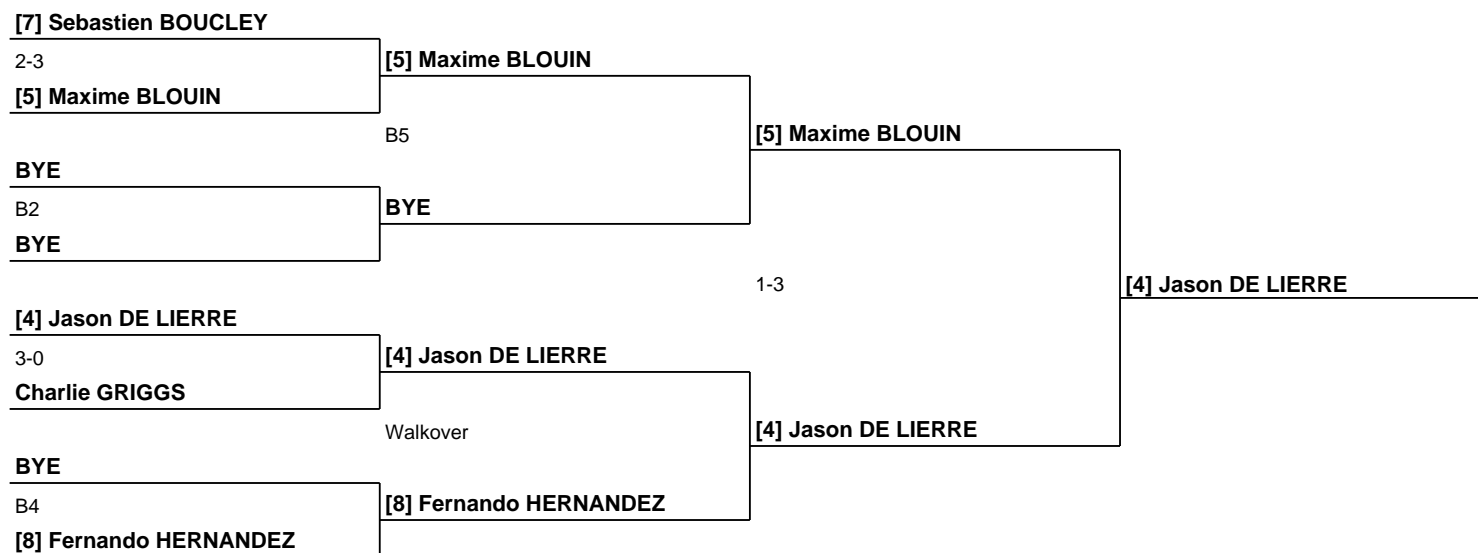 [7] Sebastien BOUCLEY
2-3
[5] Maxime BLOUIN
[5] Maxime BLOUIN
B5
[5] Maxime BLOUIN
BYE
B2
BYE
BYE
1-3
[4] Jason DE LIERRE
[4] Jason DE LIERRE
3-0
[4] Jason DE LIERRE
Charlie GRIGGS
Walkover
[4] Jason DE LIERRE
BYE
B4
[8] Fernando HERNANDEZ
[8] Fernando HERNANDEZ